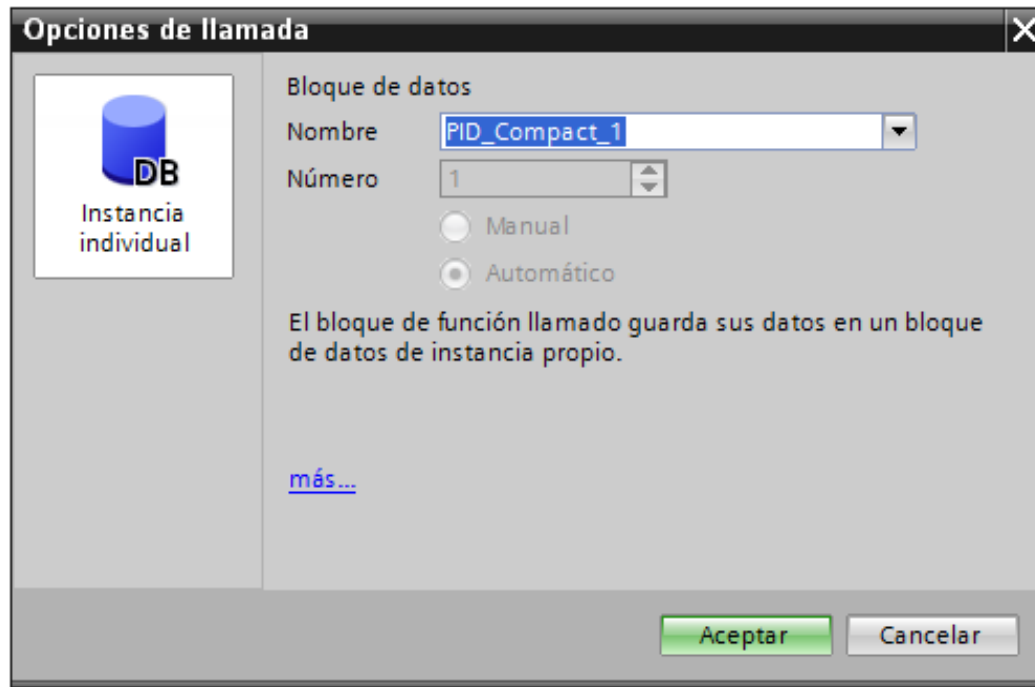 Opciones de llamada
DB
Instancia
individual
Bloque de datos
Nombre
PID_Compact_1
Número
1
Manual
Automático
El bloque de función llamado guarda sus datos en un bloque
de datos de instancia propio.
más...
Aceptar
Cancelar